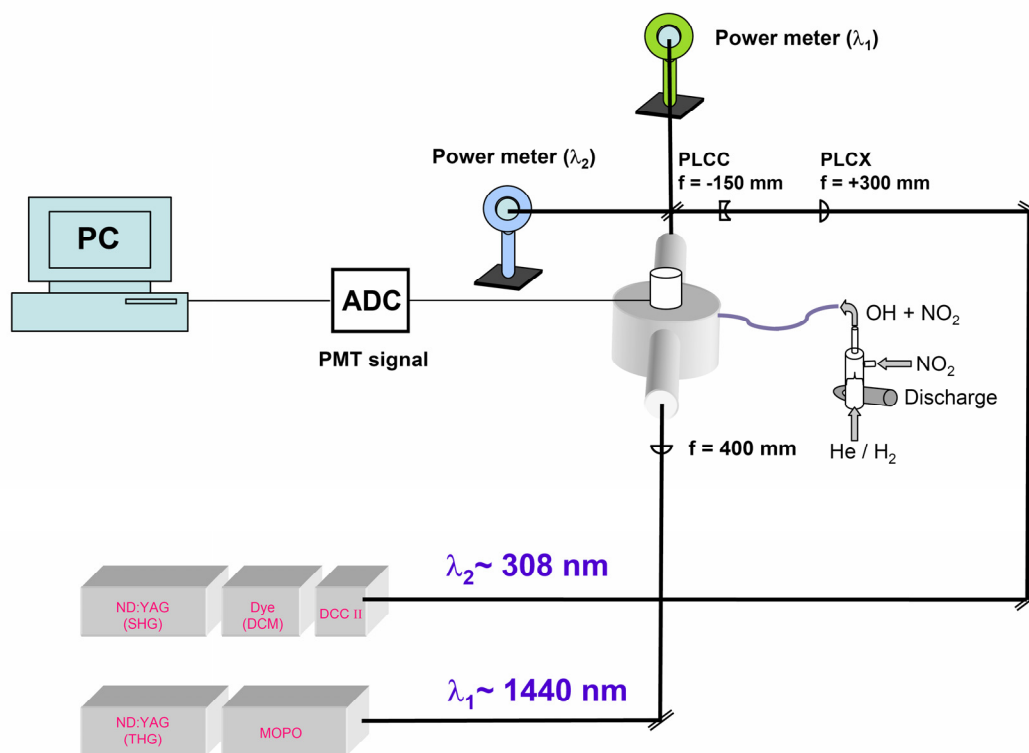 Power meter (λ₁)
Power meter (λ₂)
PLCC
f = -150 mm
PLCX
f = +300 mm
PC
ADC
PMT signal
OH + NO₂
NO₂
Discharge
He / H₂
f = 400 mm
λ₂~ 308 nm
ND:YAG
(SHG)
Dye
(DCM)
DCC II
λ₁~ 1440 nm
ND:YAG
(THG)
MOPO